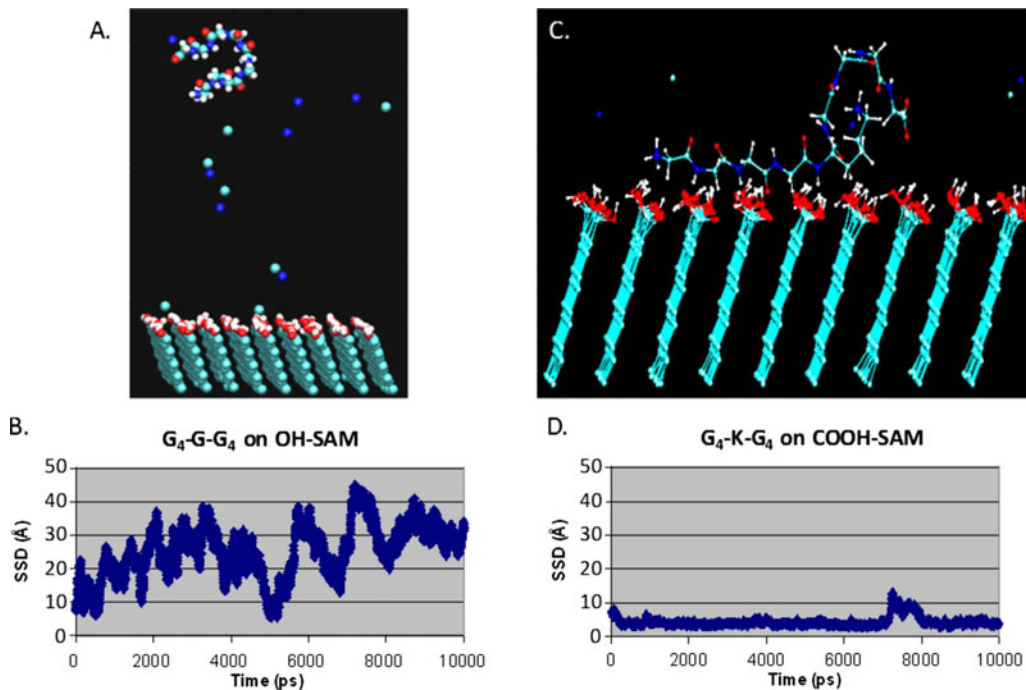 A.
C.
B.
G₄-G-G₄ on OH-SAM
SSD (Å)
50
40
30
20
10
0
0 2000 4000 6000 8000 10000
Time (ps)
D.
G₄-K-G₄ on COOH-SAM
SSD (Å)
50
40
30
20
10
0
0 2000 4000 6000 8000 10000
Time (ps)